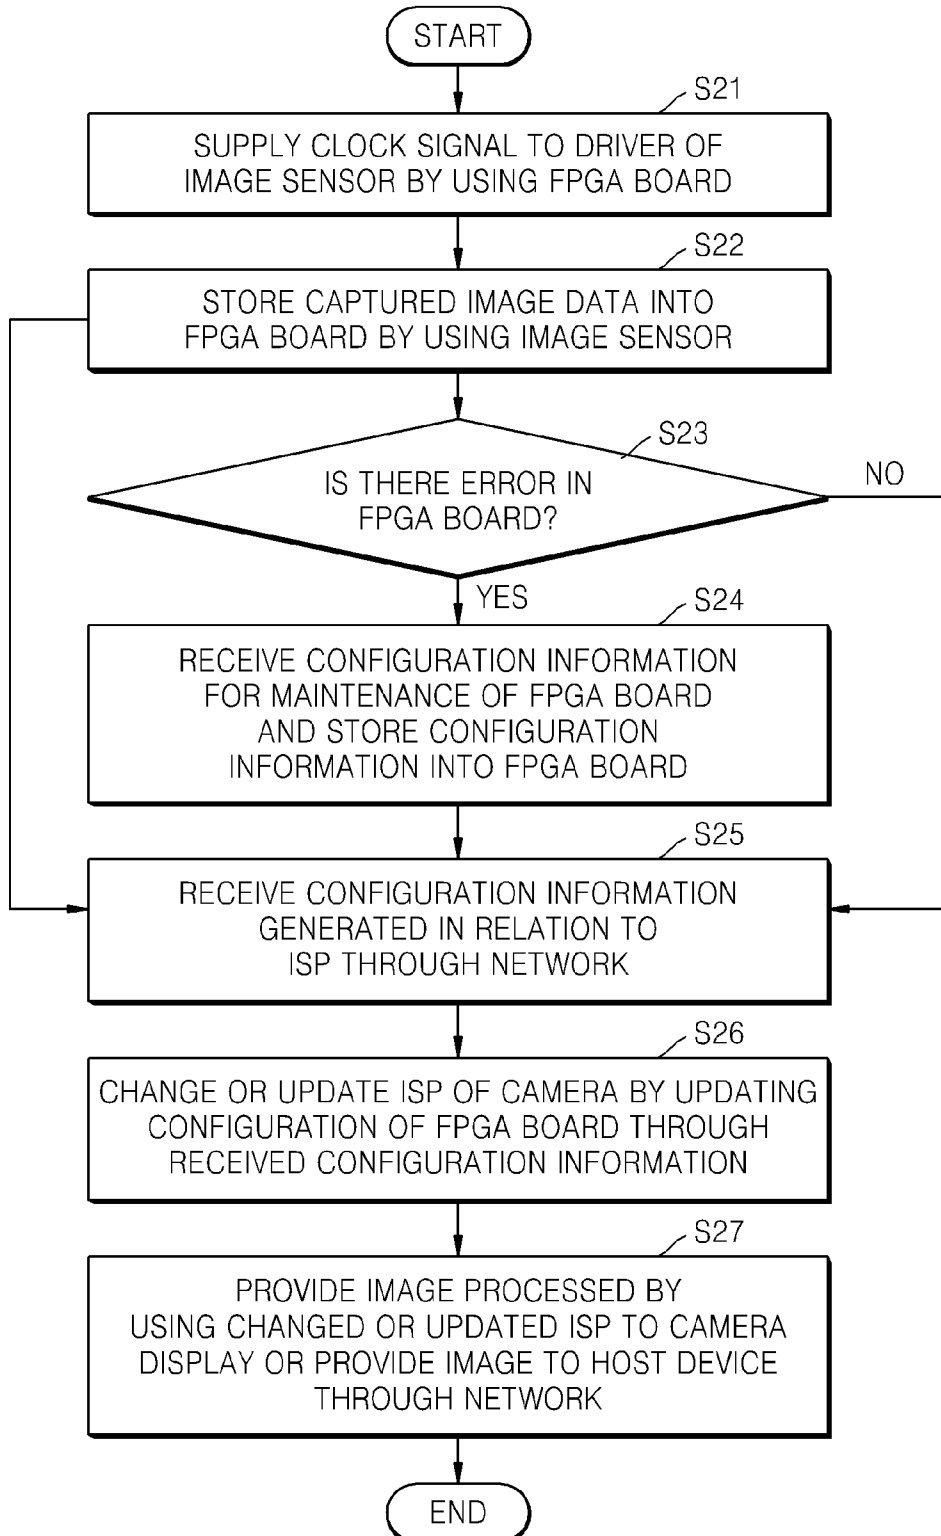 START
S21
SUPPLY CLOCK SIGNAL TO DRIVER OF
IMAGE SENSOR BY USING FPGA BOARD
S22
STORE CAPTURED IMAGE DATA INTO
FPGA BOARD BY USING IMAGE SENSOR
S23
IS THERE ERROR IN
FPGA BOARD?
NO
YES
S24
RECEIVE CONFIGURATION INFORMATION
FOR MAINTENANCE OF FPGA BOARD
AND STORE CONFIGURATION
INFORMATION INTO FPGA BOARD
S25
RECEIVE CONFIGURATION INFORMATION
GENERATED IN RELATION TO
ISP THROUGH NETWORK
S26
CHANGE OR UPDATE ISP OF CAMERA BY UPDATING
CONFIGURATION OF FPGA BOARD THROUGH
RECEIVED CONFIGURATION INFORMATION
S27
PROVIDE IMAGE PROCESSED BY
USING CHANGED OR UPDATED ISP TO CAMERA
DISPLAY OR PROVIDE IMAGE TO HOST DEVICE
THROUGH NETWORK
END